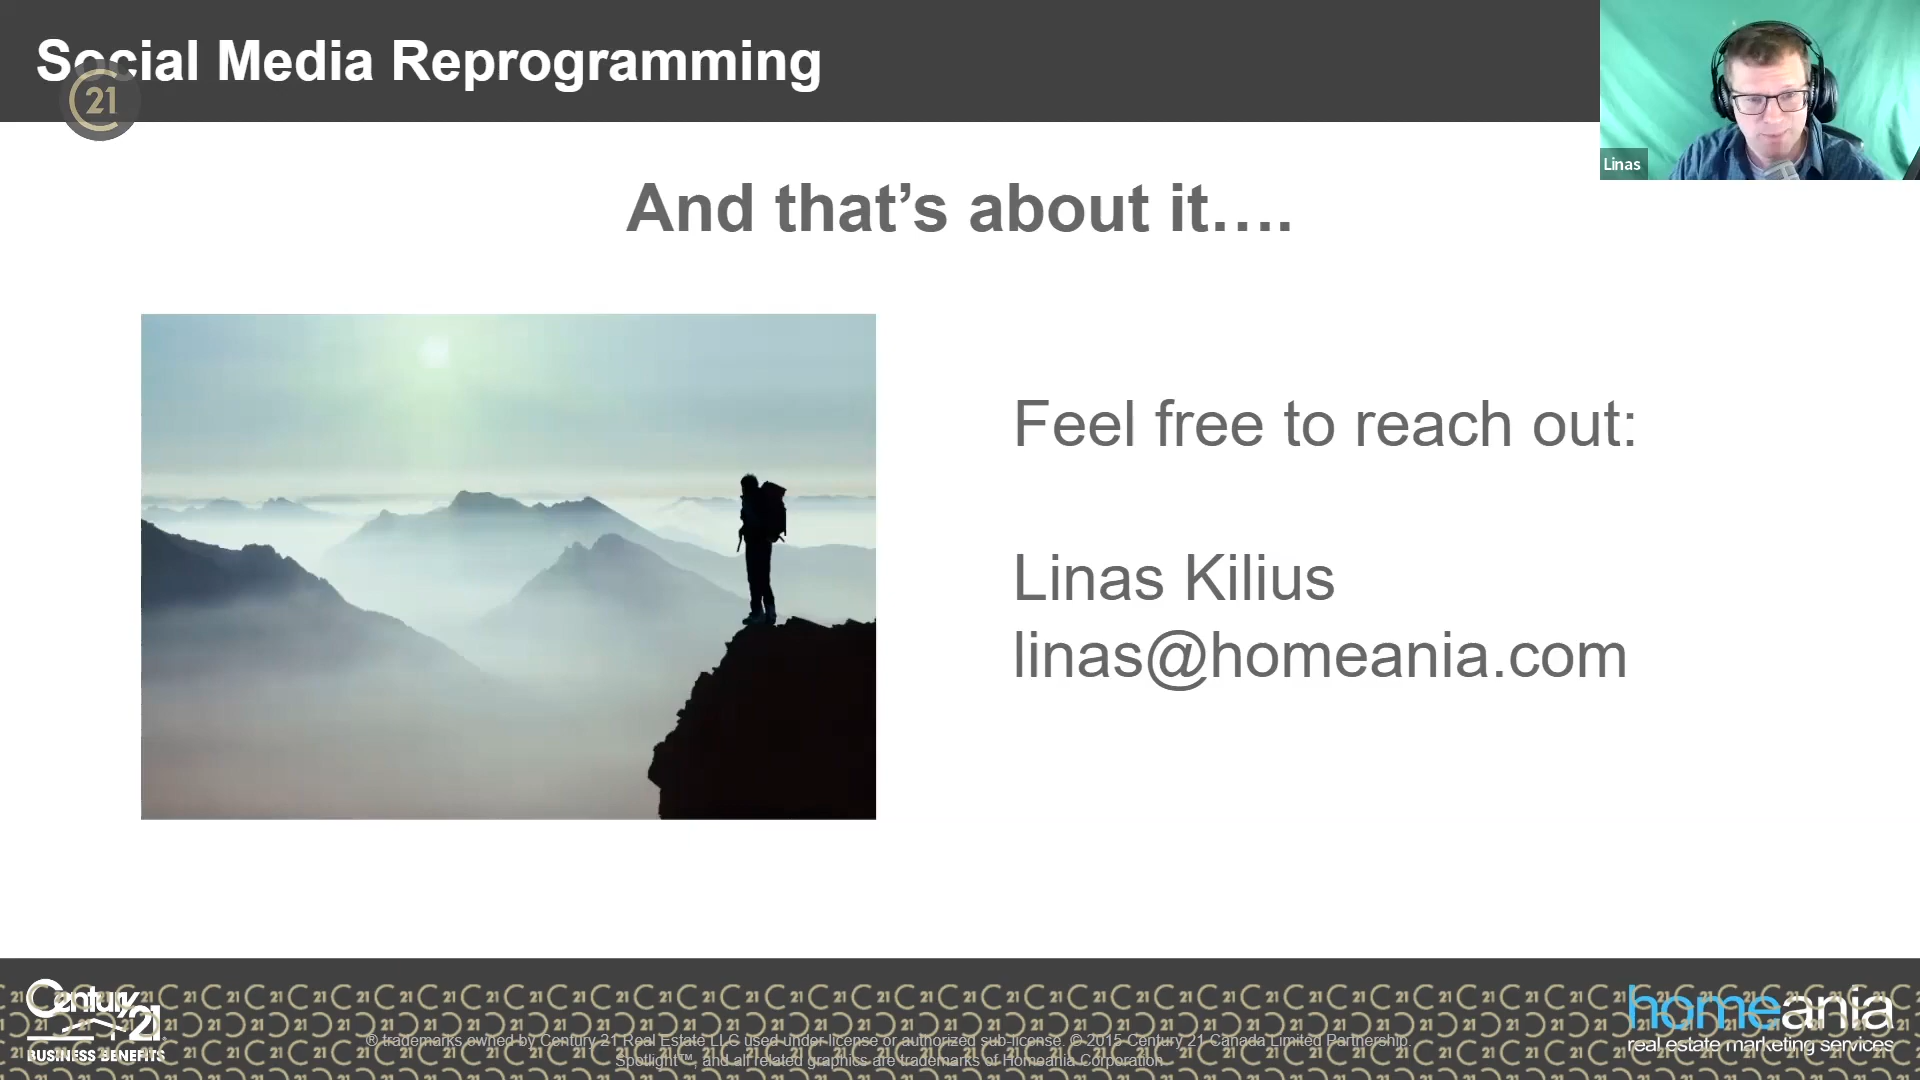 Social Media Reprogramming
21
Linas
And that’s about it….
Feel free to reach out:
Linas Kilius
linas@homeania.com
Century 21
BUSINESS BENEFITS
® trademarks owned by Century 21 Real Estate LLC used under license or authorized sub-license. © 2015 Century 21 Canada Limited Partnership.
Spotlight™, and all related graphics are trademarks of Homeania Corporation
homeania
real estate marketing services